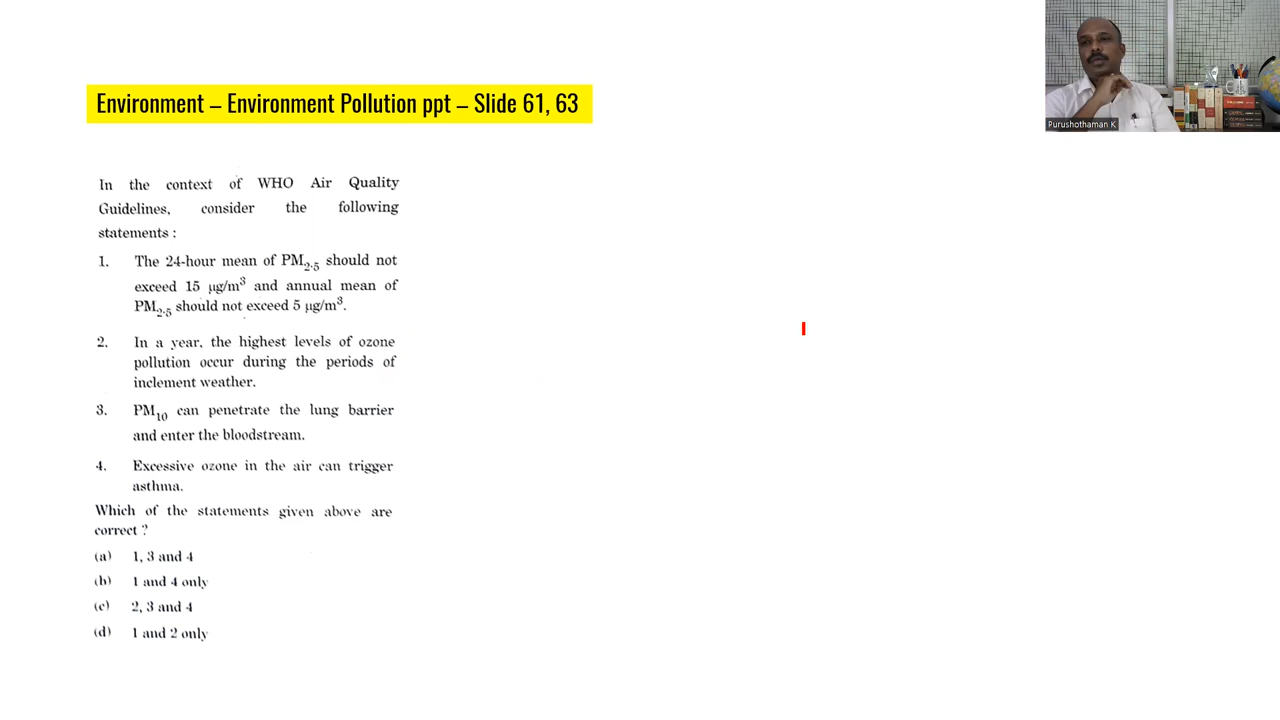 Environment – Environment Pollution ppt – Slide 61, 63
Purushothaman K
In the context of WHO Air Quality
Guidelines, consider the following
statements :
1. The 24-hour mean of PM2·5 should not
exceed 15 µg/m³ and annual mean of
PM2·5 should not exceed 5 µg/m³.
2. In a year, the highest levels of ozone
pollution occur during the periods of
inclement weather.
3. PM10 can penetrate the lung barrier
and enter the bloodstream.
4. Excessive ozone in the air can trigger
asthma.
Which of the statements given above are
correct ?
(a) 1, 3 and 4
(b) 1 and 4 only
(c) 2, 3 and 4
(d) 1 and 2 only